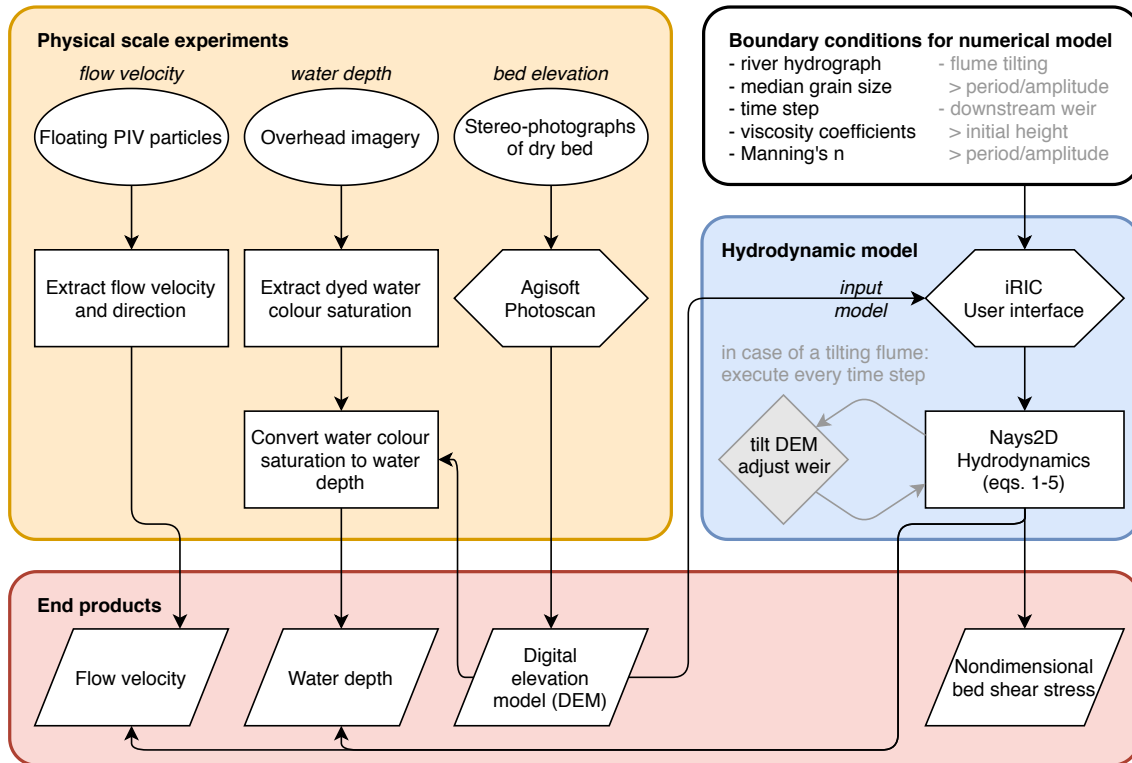 Physical scale experiments
flow velocity
water depth
bed elevation
Floating PIV particles
Overhead imagery
Stereo-photographs
of dry bed
Extract flow velocity
and direction
Extract dyed water
colour saturation
Agisoft
Photoscan
Convert water colour
saturation to water
depth
Boundary conditions for numerical model
- river hydrograph
- median grain size
- time step
- viscosity coefficients
- Manning's n
- flume tilting
> period/amplitude
- downstream weir
> initial height
> period/amplitude
Hydrodynamic model
input
model
iRIC
User interface
in case of a tilting flume:
execute every time step
tilt DEM
adjust weir
Nays2D
Hydrodynamics
(eqs. 1-5)
End products
Flow velocity
Water depth
Digital
elevation
model (DEM)
Nondimensional
bed shear stress